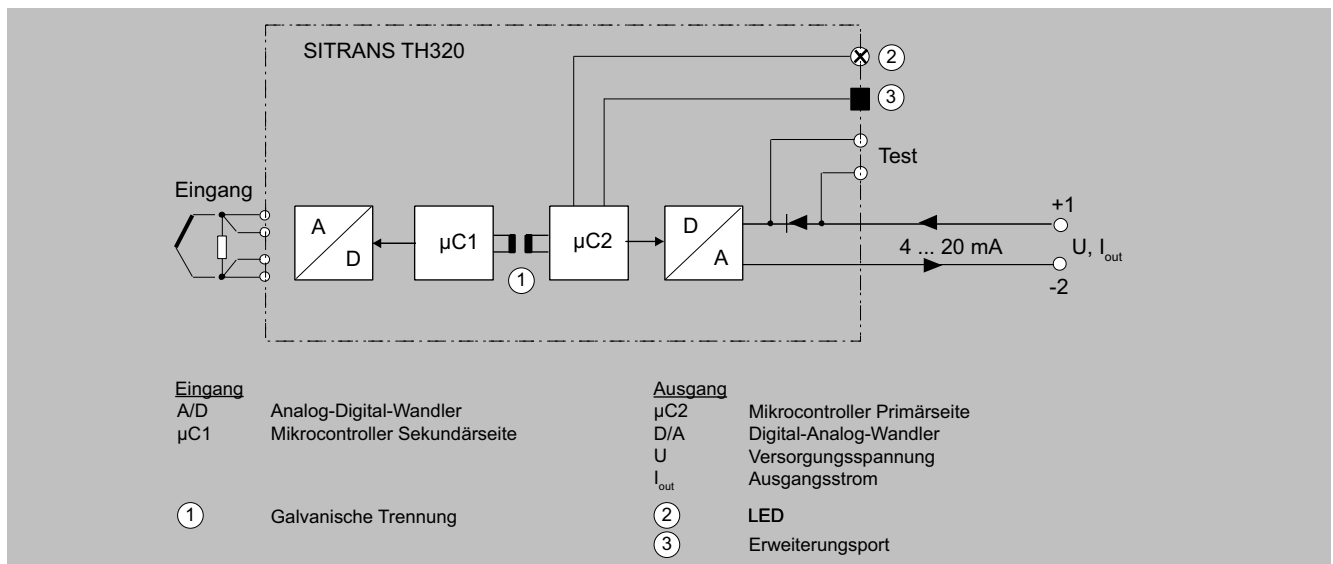 SITRANS TH320
2
3
Test
Eingang
A
D
µC1
µC2
D
A
1
+1
4 ... 20 mA
U, Iout
-2
Eingang
A/D Analog-Digital-Wandler
µC1 Mikrocontroller Sekundärseite
1 Galvanische Trennung
Ausgang
µC2 Mikrocontroller Primärseite
D/A Digital-Analog-Wandler
U Versorgungsspannung
Iout Ausgangsstrom
2 LED
3 Erweiterungsport